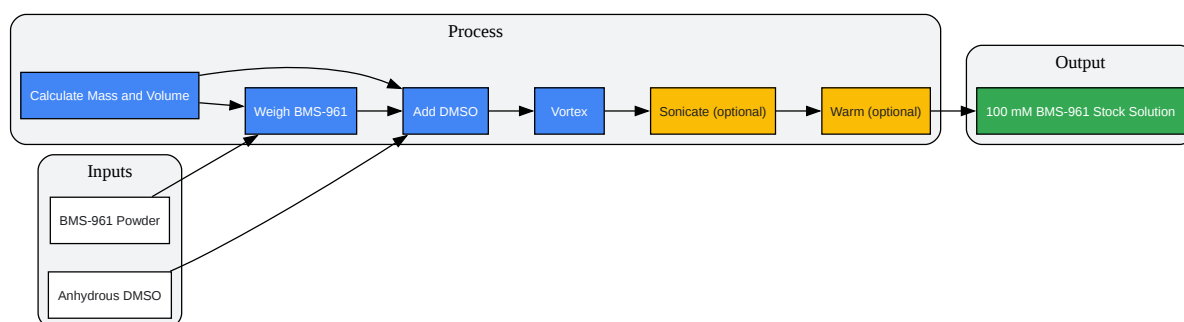 Process
Calculate Mass and Volume
Weigh BMS-961
Add DMSO
Vortex
Sonicate (optional)
Warm (optional)
Output
100 mM BMS-961 Stock Solution
Inputs
BMS-961 Powder
Anhydrous DMSO